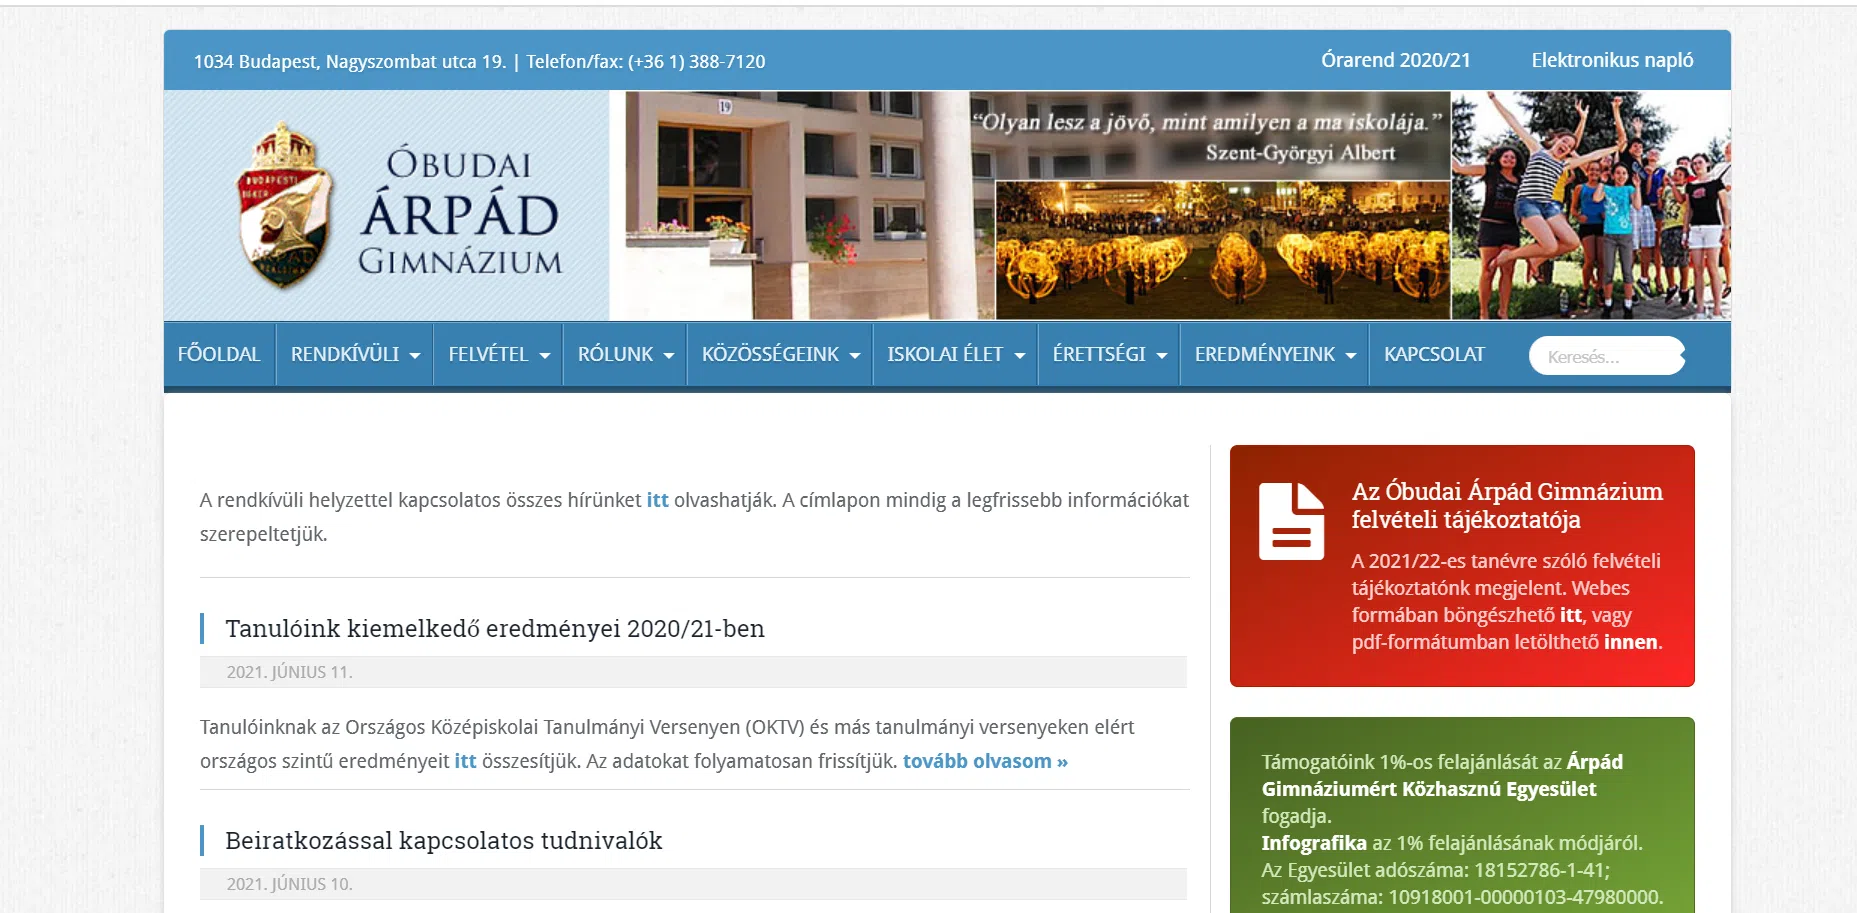 1034 Budapest, Nagyszombat utca 19. | Telefon/fax: (+36 1) 388-7120
Órarend 2020/21
Elektronikus napló
BUDAPESTI
ÁRPÁD
ÓBUDAI
ÁRPÁD
GIMNÁZIUM
19
“Olyan lesz a jövő, mint amilyen a ma iskolája.”
Szent-Györgyi Albert
FŐOLDAL
RENDKÍVÜLI
FELVÉTEL
RÓLUNK
KÖZÖSSÉGEINK
ISKOLAI ÉLET
ÉRETTSÉGI
EREDMÉNYEINK
KAPCSOLAT
Keresés...
A rendkívüli helyzettel kapcsolatos összes hírünket itt olvashatják. A címlapon mindig a legfrissebb információkat
szerepeltetjük.
Tanulóink kiemelkedő eredményei 2020/21-ben
2021. JÚNIUS 11.
Tanulóinknak az Országos Középiskolai Tanulmányi Versenyen (OKTV) és más tanulmányi versenyeken elért
országos szintű eredményeit itt összesítjük. Az adatokat folyamatosan frissítjük. tovább olvasom »
Beiratkozással kapcsolatos tudnivalók
2021. JÚNIUS 10.
Az Óbudai Árpád Gimnázium
felvételi tájékoztatója
A 2021/22-es tanévre szóló felvételi
tájékoztatónk megjelent. Webes
formában böngészhető itt, vagy
pdf-formátumban letölthető innen.
Támogatóink 1%-os felajánlását az Árpád
Gimnáziumért Közhasznú Egyesület
fogadja.
Infografika az 1% felajánlásának módjáról.
Az Egyesület adószáma: 18152786-1-41;
számlaszáma: 10918001-00000103-47980000.